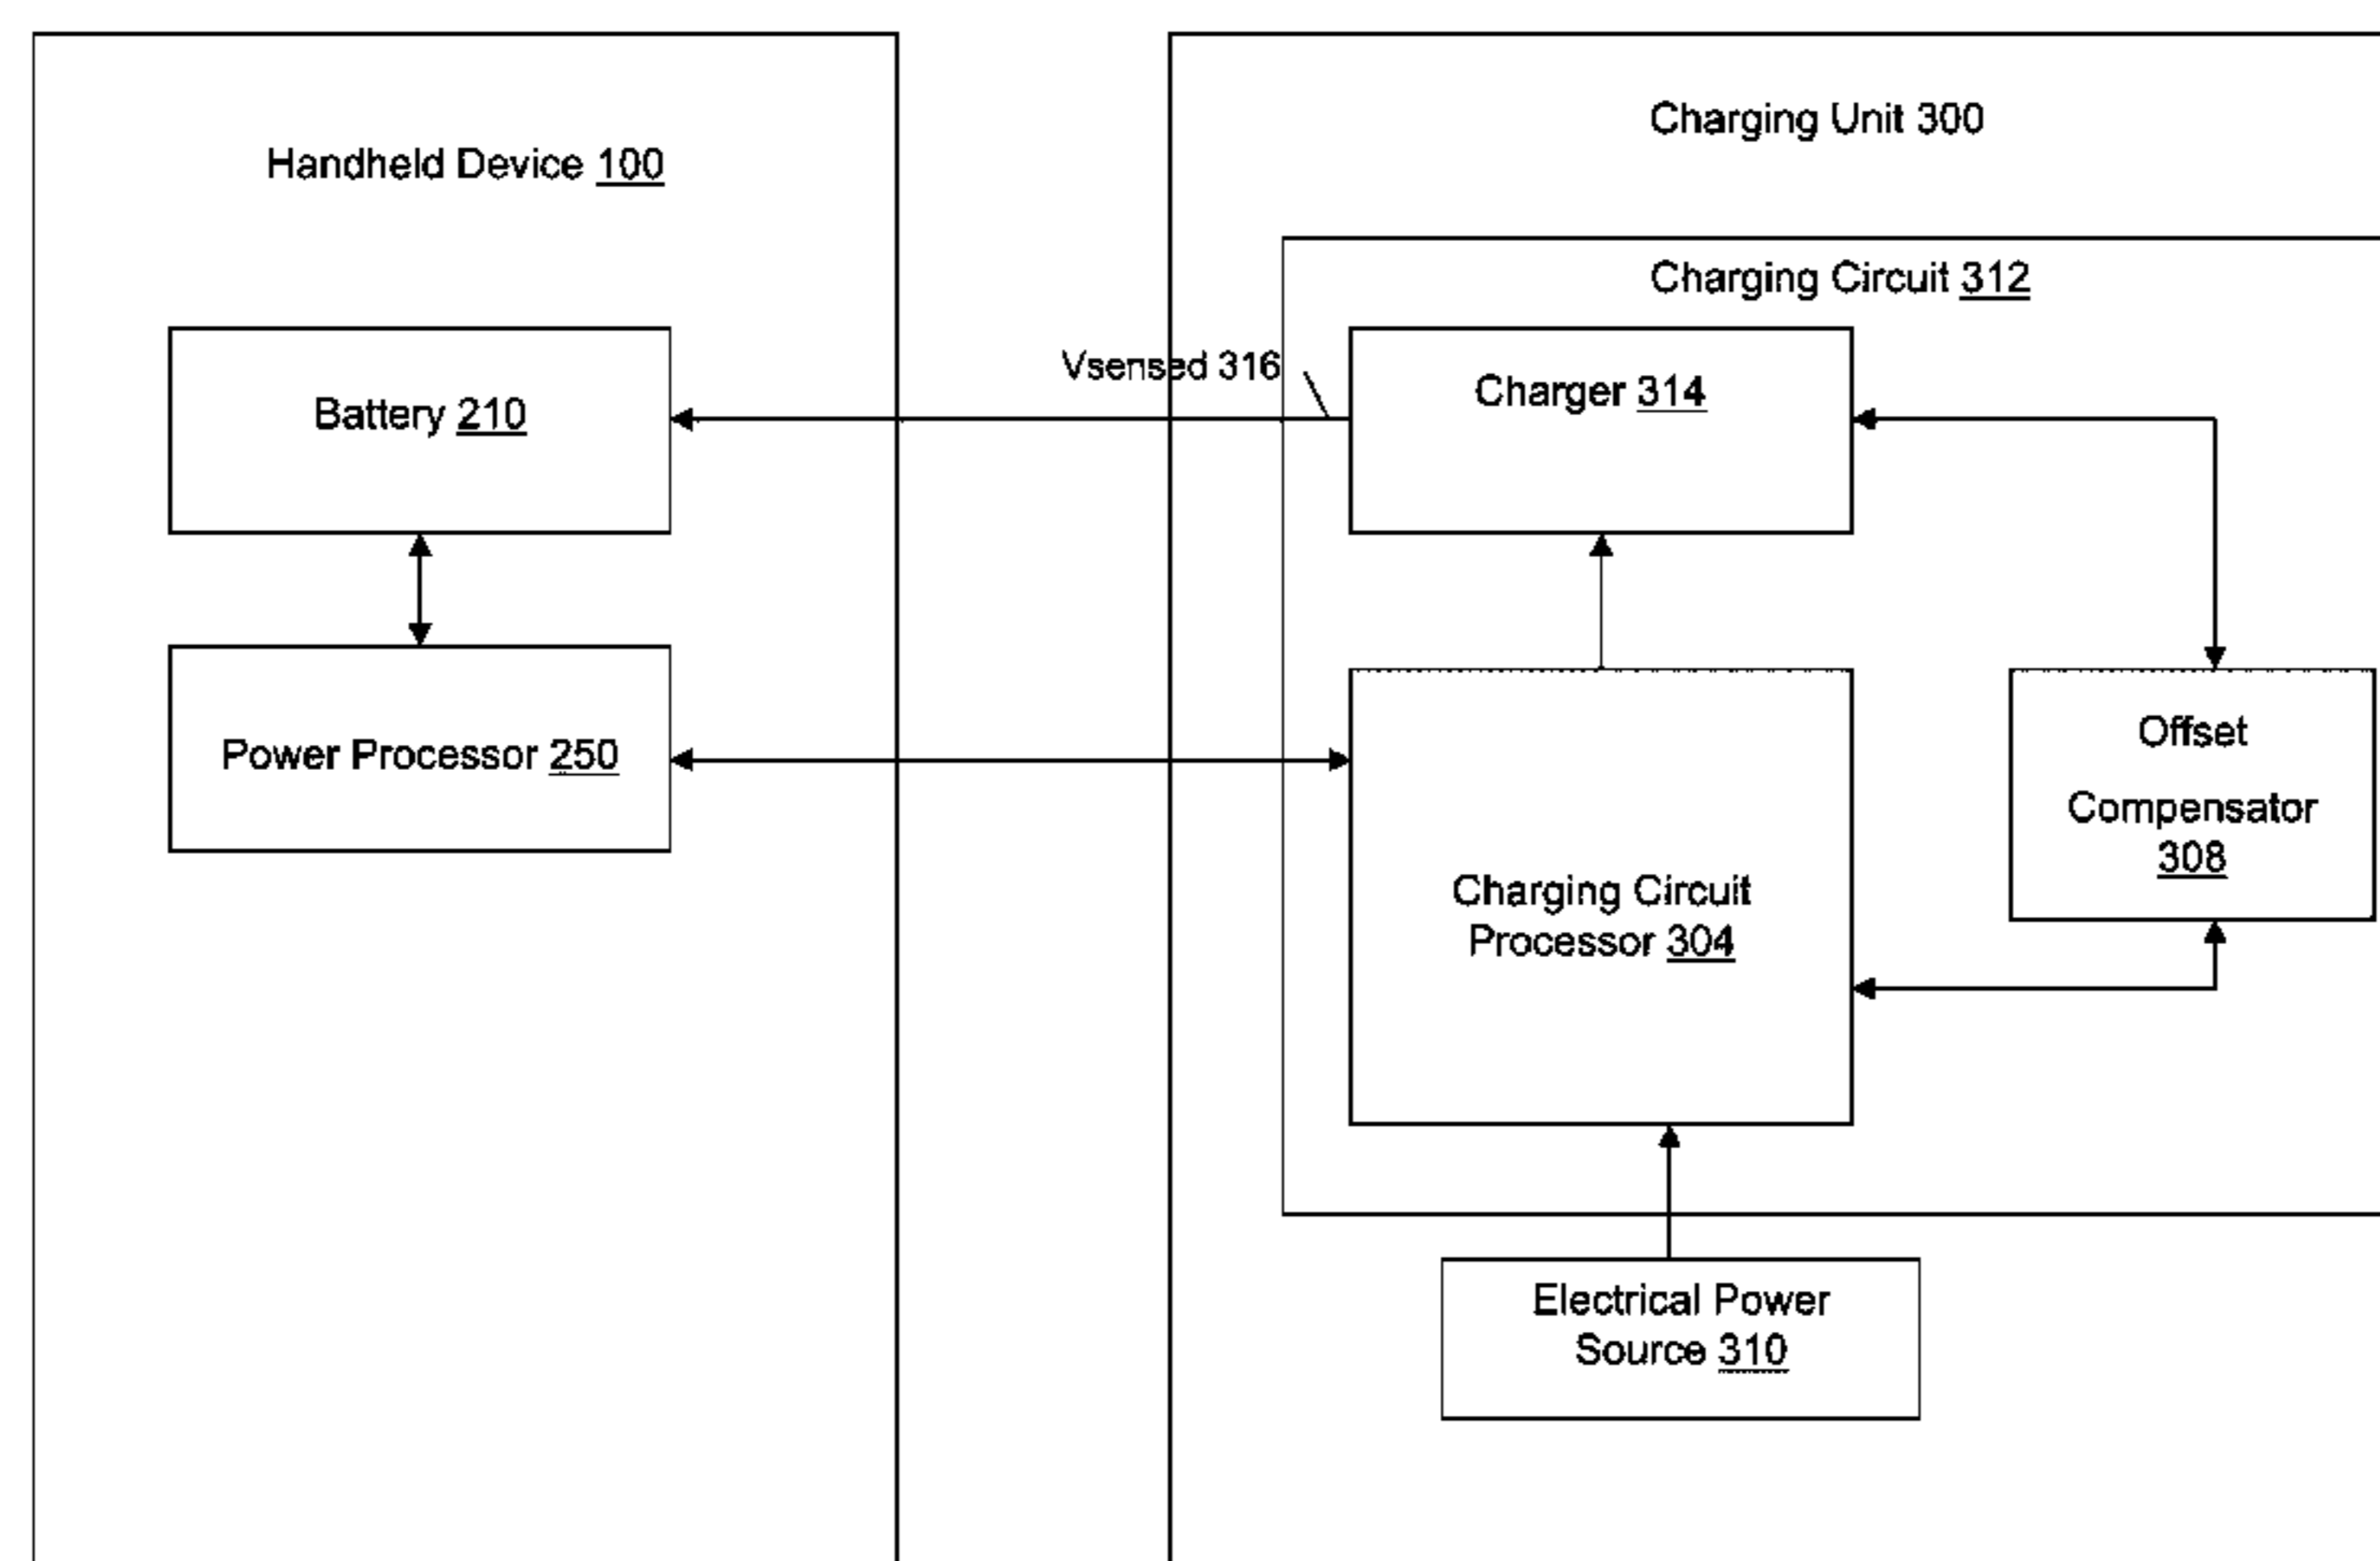 Handheld Device 100
Battery 210
Power Processor 250
Charging Unit 300
Charging Circuit 312
Vsensed 316
Charger 314
Charging Circuit
Processor 304
Offset
Compensator
308
Electrical Power
Source 310